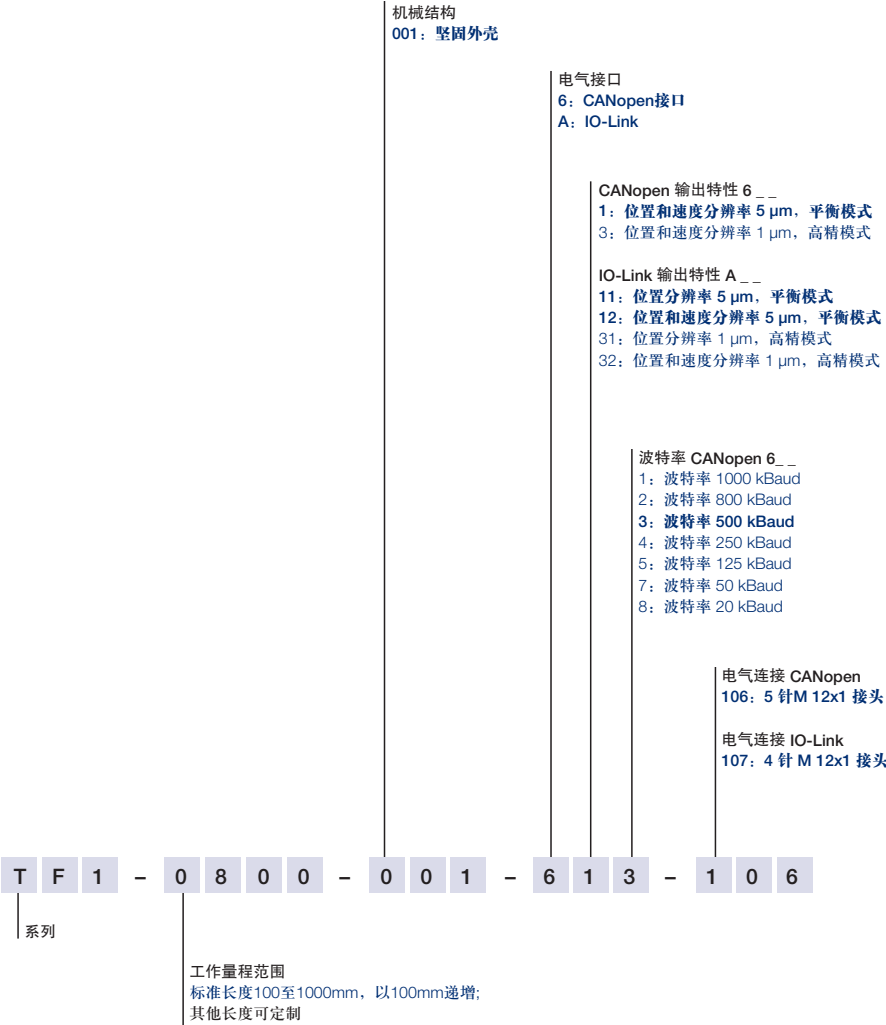 机械结构
001：坚固外壳
电气接口
6：CANopen接口
A：IO-Link
CANopen 输出特性 6 _ _
1：位置和速度分辨率 5 µm，平衡模式
3：位置和速度分辨率 1 µm，高精模式
IO-Link 输出特性 A _ _
11：位置分辨率 5 µm，平衡模式
12：位置和速度分辨率 5 µm，平衡模式
31：位置分辨率 1 µm，高精模式
32：位置和速度分辨率 1 µm，高精模式
波特率 CANopen 6_ _
1：波特率 1000 kBaud
2：波特率 800 kBaud
3：波特率 500 kBaud
4：波特率 250 kBaud
5：波特率 125 kBaud
7：波特率 50 kBaud
8：波特率 20 kBaud
电气连接 CANopen
106：5 针M 12x1 接头
电气连接 IO-Link
107：4 针 M 12x1 接头
T F 1 – 0 8 0 0 – 0 0 1 – 6 1 3 – 1 0 6
系列
工作量程范围
标准长度100至1000mm，以100mm递增;
其他长度可定制